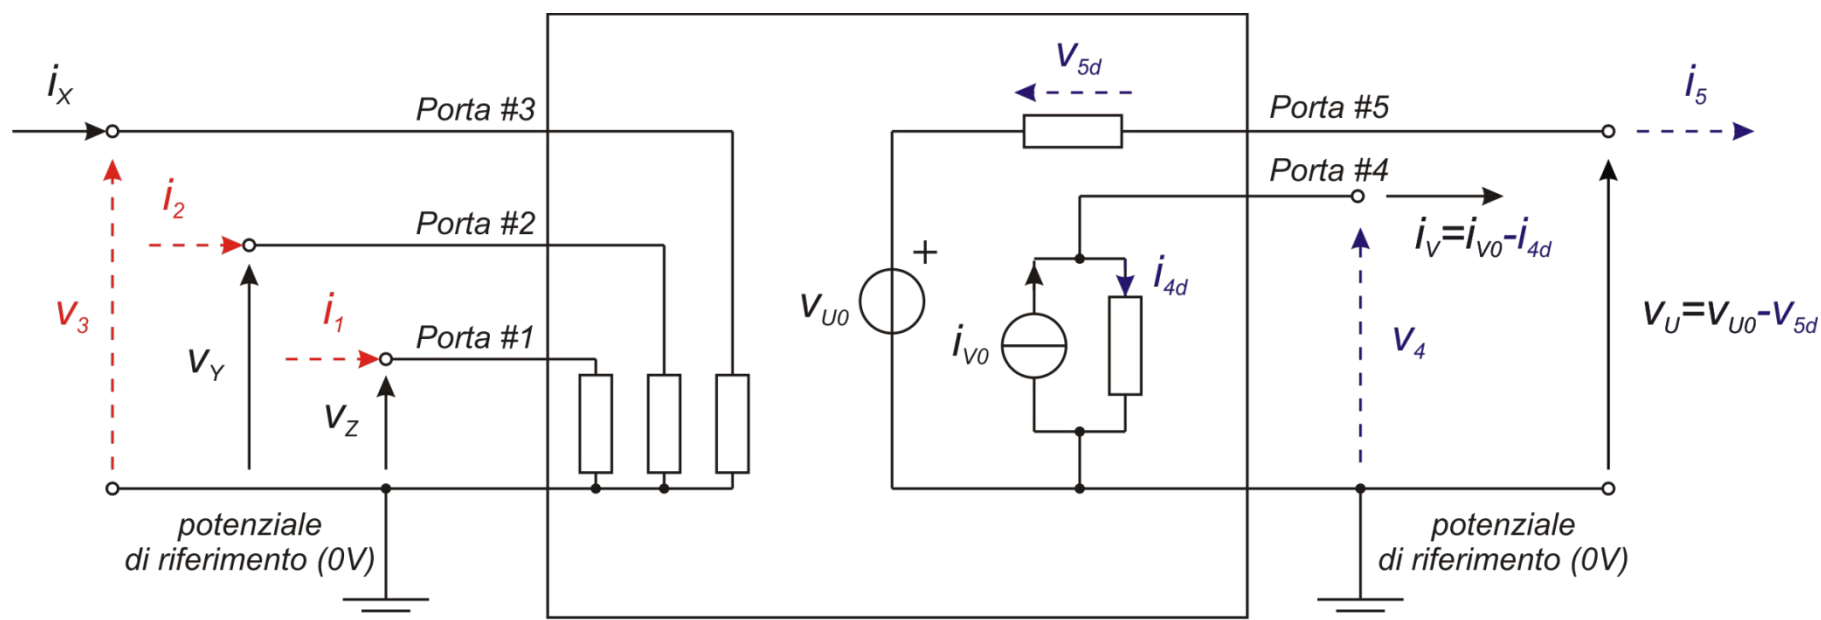 v5d
i5
iX
Porta #3
Porta #5
Porta #4
i2
Porta #2
iV=iV0-i4d
+
i4d
vU0
v3
i1
Porta #1
vY
iV0
v4
vU=vU0-v5d
vZ
potenziale
di riferimento (0V)
potenziale
di riferimento (0V)